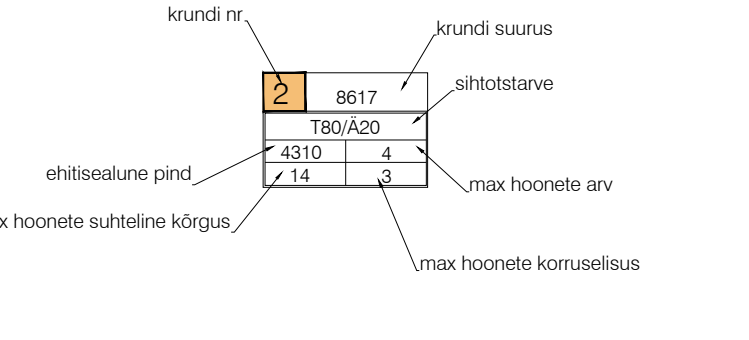 krundi nr
krundi suurus
2
8617
sihtotstarve
T80/Ä20
4310
4
ehitisealune pind
14
3
max hoonete arv
x hoonete suhteline kõrgus
max hoonete korruselisus